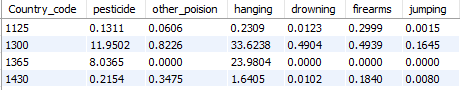 Country_code pesticide other_poision hanging drowning firearms jumping
1125 0.1311 0.0606 0.2309 0.0123 0.2999 0.0015
1300 11.9502 0.8226 33.6238 0.4904 0.4939 0.1645
1365 8.0365 0.0000 23.9804 0.0000 0.0000 0.0000
1430 0.2154 0.3475 1.6405 0.0102 0.1840 0.0080